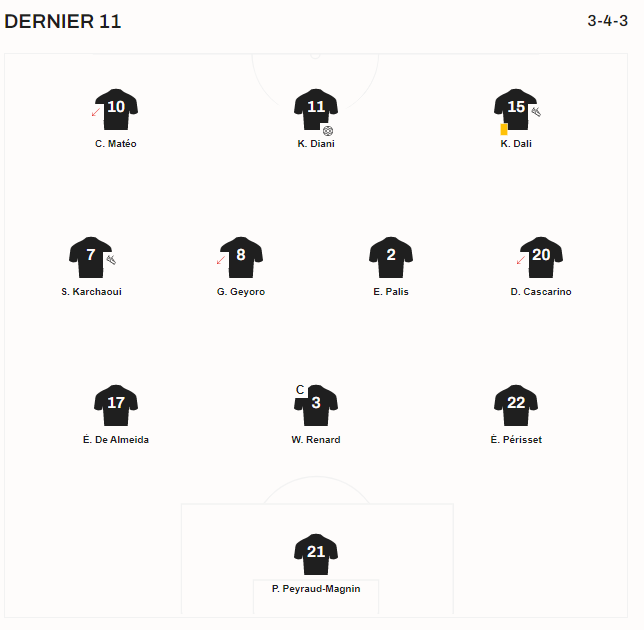 DERNIER 11
3-4-3
10
11
15
C. Matéo
K. Diani
K. Dali
7
8
2
20
S. Karchaoui
G. Geyoro
E. Palis
D. Cascarino
17
C
3
22
É. De Almeida
W. Renard
È. Périsset
21
P. Peyraud-Magnin